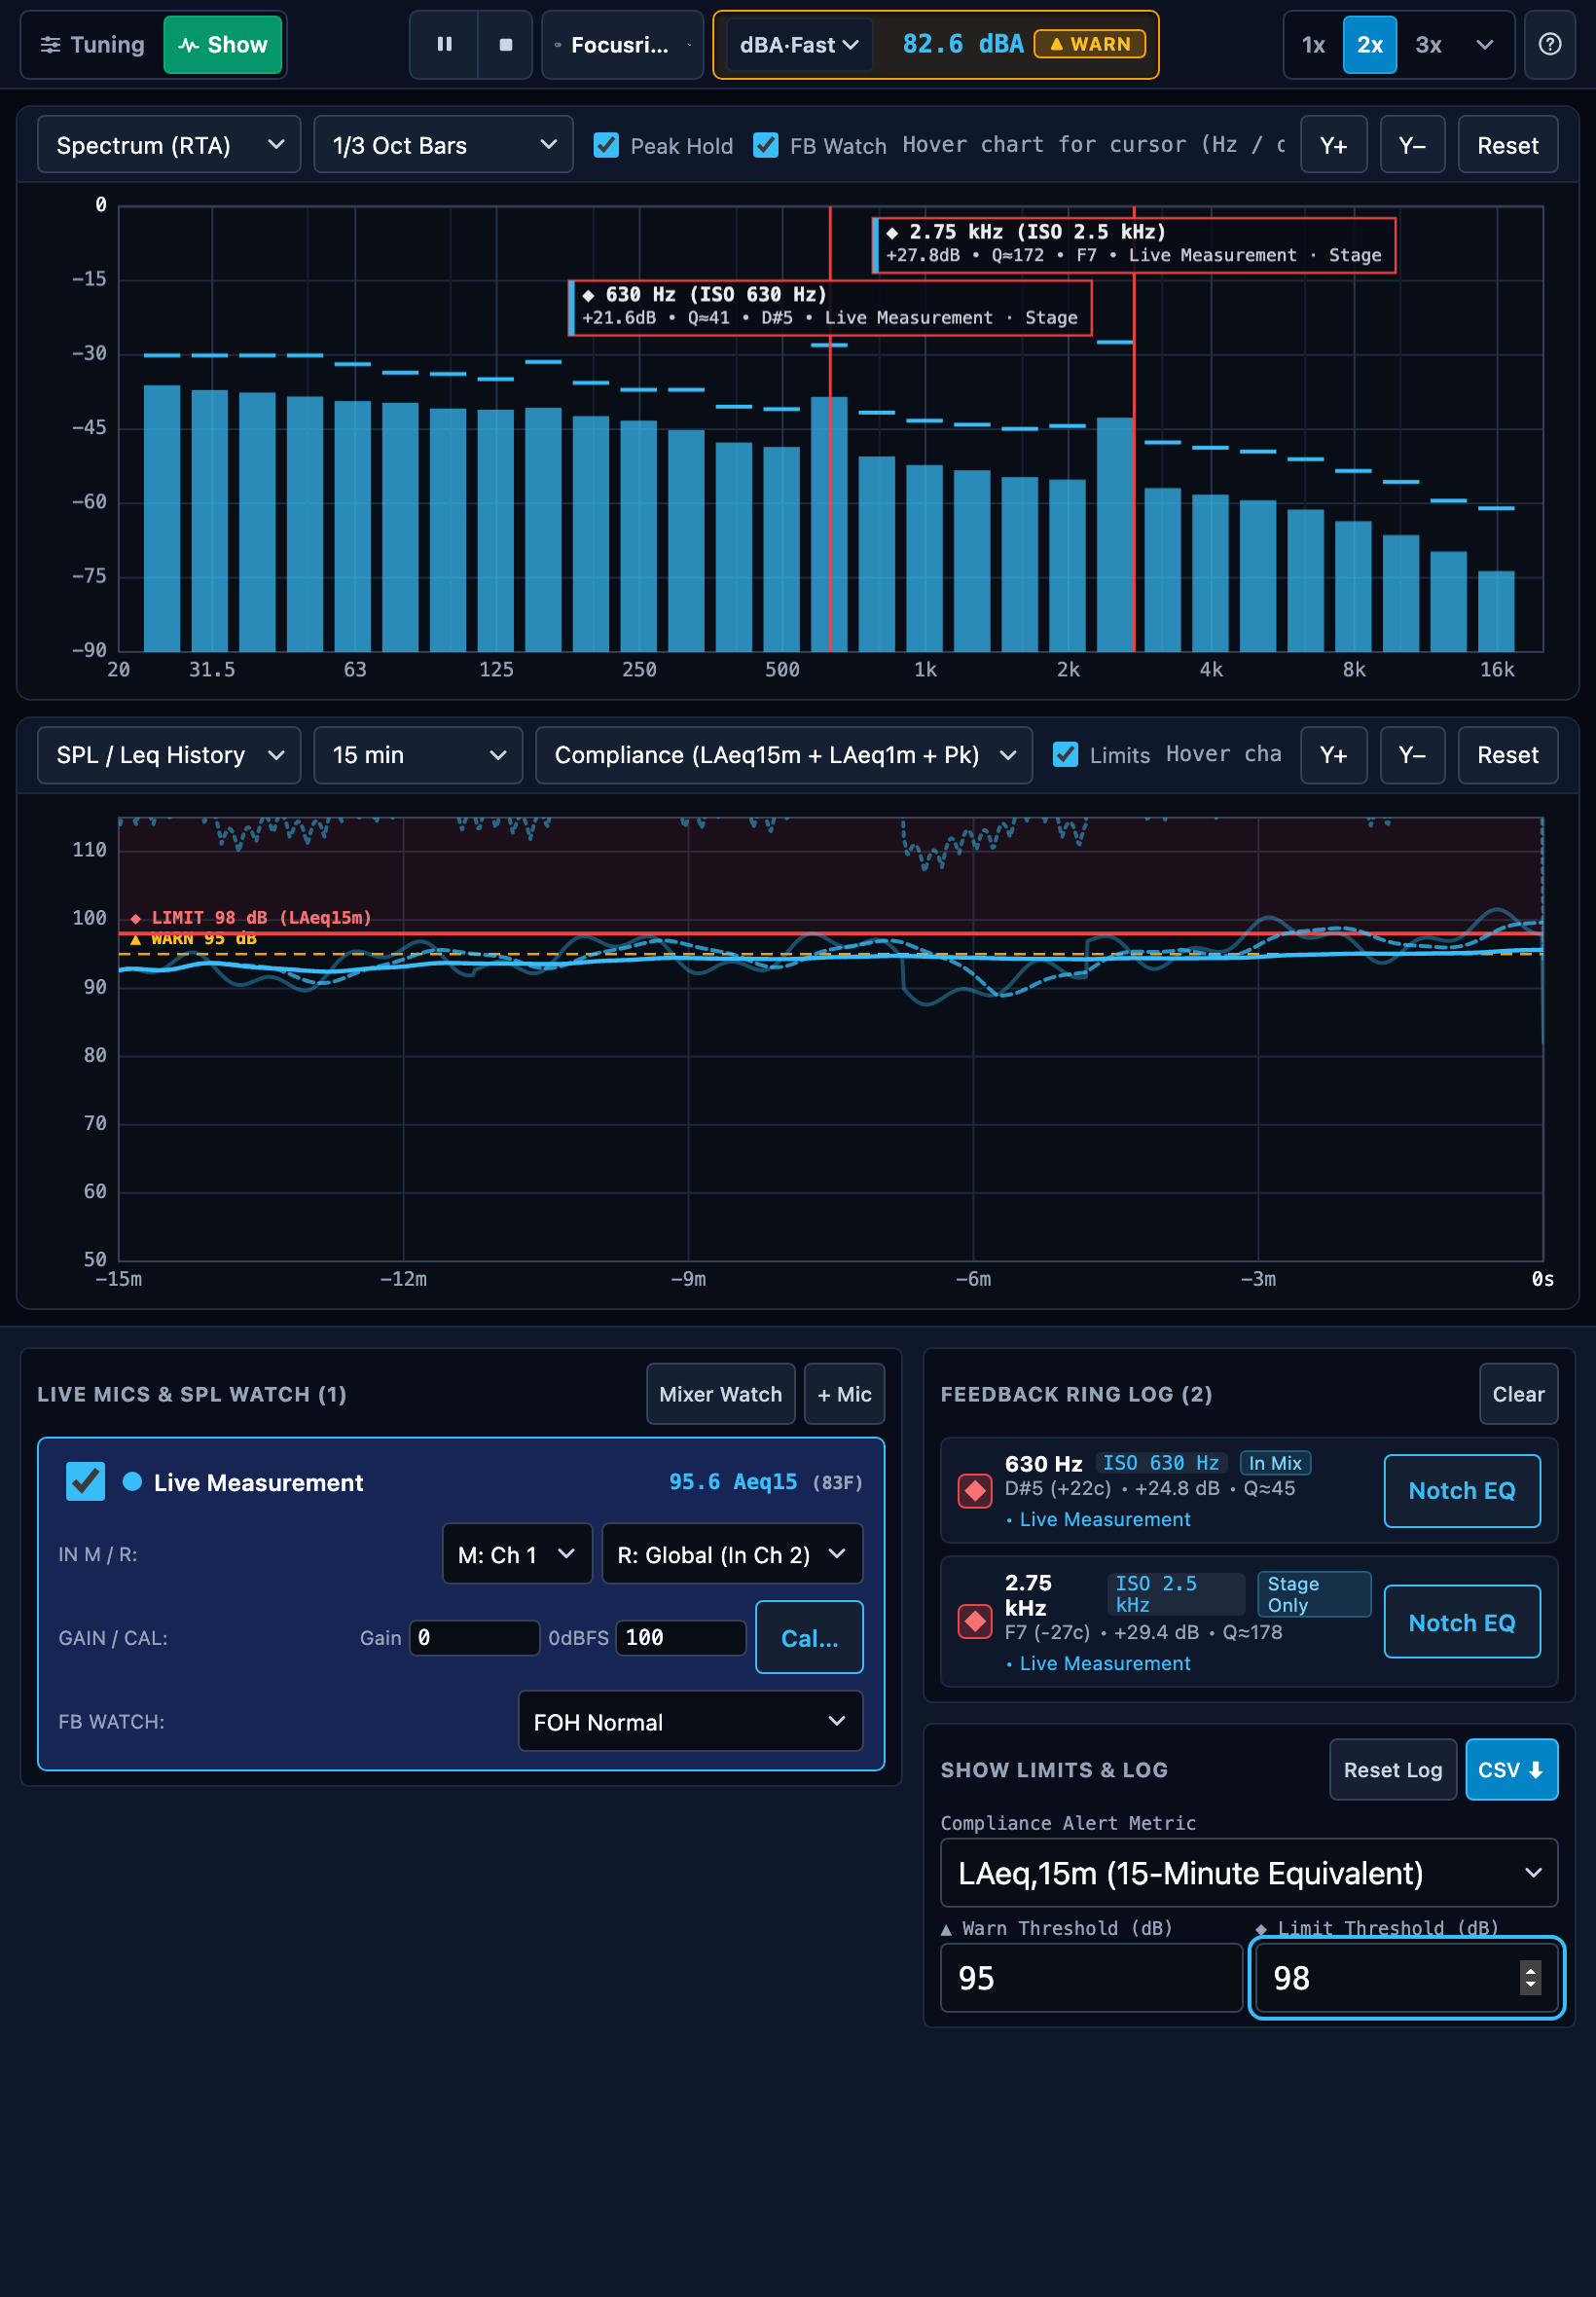 Tuning
Show
Focusri...
dBA·Fast
82.6 dBA
▲ WARN
1x
2x
3x
Spectrum (RTA)
1/3 Oct Bars
Peak Hold
FB Watch
Hover chart for cursor (Hz /
Y+
Y−
Reset
0
−15
−30
−45
−60
−75
−90
◆ 2.75 kHz (ISO 2.5 kHz)
+27.8dB • Q≈172 • F7 • Live Measurement · Stage
◆ 630 Hz (ISO 630 Hz)
+21.6dB • Q≈41 • D#5 • Live Measurement · Stage
20 31.5 63 125 250 500 1k 2k 4k 8k 16k
SPL / Leq History
15 min
Compliance (LAeq15m + LAeq1m + Pk)
Limits
Hover cha
Y+
Y−
Reset
110
100
90
80
70
60
50
◆ LIMIT 98 dB (LAeq15m)
▲ WARN 95 dB
−15m −12m −9m −6m −3m 0s
LIVE MICS & SPL WATCH (1)
Mixer Watch
+ Mic
Live Measurement
95.6 Aeq15 (83F)
IN M / R:
M: Ch 1
R: Global (In Ch 2)
GAIN / CAL:
Gain 0
0dBFS 100
Cal...
FB WATCH:
FOH Normal
FEEDBACK RING LOG (2)
Clear
630 Hz ISO 630 Hz In Mix
D#5 (+22c) • +24.8 dB • Q≈45
• Live Measurement
Notch EQ
2.75 kHz
ISO 2.5 kHz
Stage Only
F7 (-27c) • +29.4 dB • Q≈178
• Live Measurement
Notch EQ
SHOW LIMITS & LOG
Reset Log
CSV ⬇
Compliance Alert Metric
LAeq,15m (15-Minute Equivalent)
▲ Warn Threshold (dB)
◆ Limit Threshold (dB)
95
98